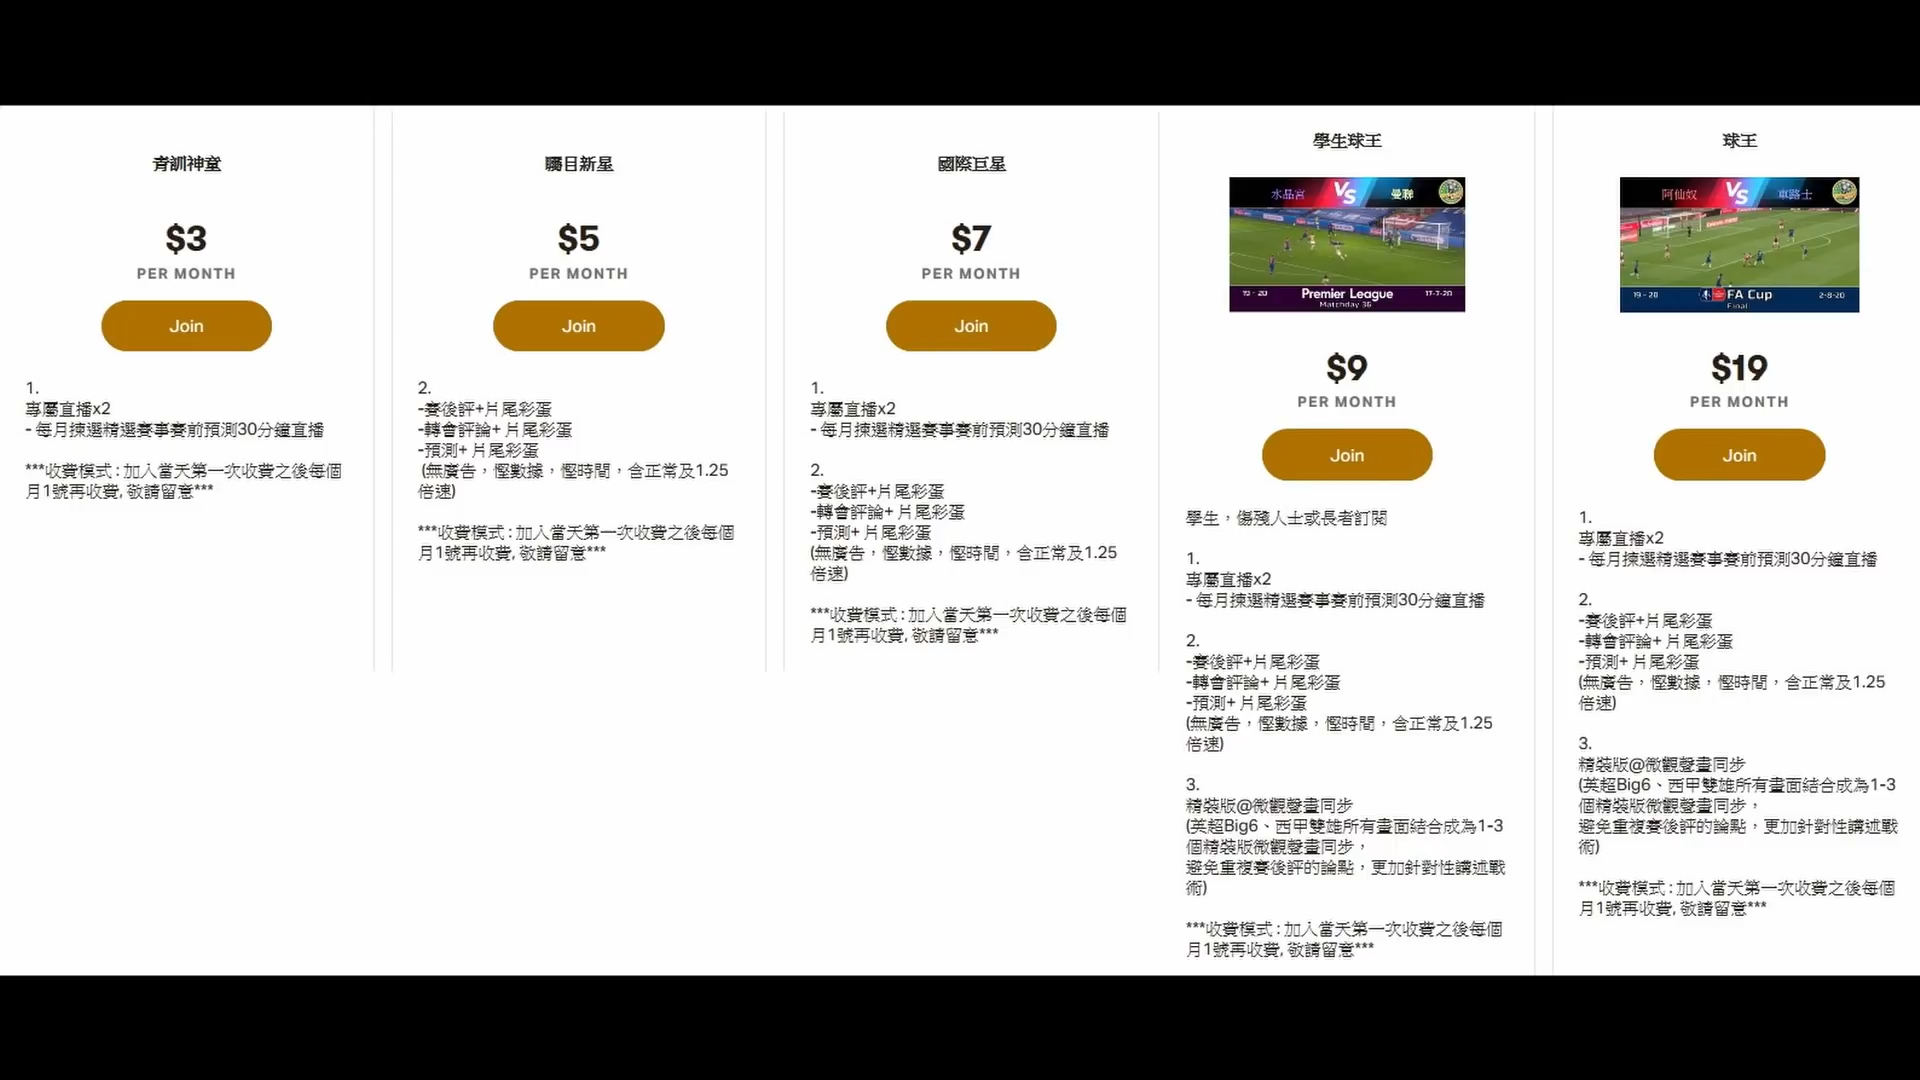 青訓神童
$3
PER MONTH
Join
1.
專屬直播x2
- 每月揀選精選賽事賽前預測30分鐘直播
***收費模式 : 加入當天第一次收費之後每個
月1號再收費, 敬請留意***
矚目新星
$5
PER MONTH
Join
2.
-賽後評+片尾彩蛋
-轉會評論+ 片尾彩蛋
-預測+ 片尾彩蛋
(無廣告，慳數據，慳時間，含正常及1.25
倍速)
***收費模式 : 加入當天第一次收費之後每個
月1號再收費, 敬請留意***
國際巨星
$7
PER MONTH
Join
1.
專屬直播x2
- 每月揀選精選賽事賽前預測30分鐘直播
2.
-賽後評+片尾彩蛋
-轉會評論+ 片尾彩蛋
-預測+ 片尾彩蛋
(無廣告，慳數據，慳時間，含正常及1.25
倍速)
***收費模式 : 加入當天第一次收費之後每個
月1號再收費, 敬請留意***
學生球王
水晶宮 VS 曼聯
19 - 20 Premier League 17-7-20
Matchday 36
$9
PER MONTH
Join
學生，傷殘人士或長者訂閱
1.
專屬直播x2
- 每月揀選精選賽事賽前預測30分鐘直播
2.
-賽後評+片尾彩蛋
-轉會評論+ 片尾彩蛋
-預測+ 片尾彩蛋
(無廣告，慳數據，慳時間，含正常及1.25
倍速)
3.
精裝版@微觀聲畫同步
(英超Big6、西甲雙雄所有畫面結合成為1-3
個精裝版微觀聲畫同步，
避免重複賽後評的論點，更加針對性講述戰
術)
***收費模式 : 加入當天第一次收費之後每個
月1號再收費, 敬請留意***
球王
阿仙奴 VS 車路士
19 - 20 FA Cup 2-8-20
Final
$19
PER MONTH
Join
1.
專屬直播x2
- 每月揀選精選賽事賽前預測30分鐘直播
2.
-賽後評+片尾彩蛋
-轉會評論+ 片尾彩蛋
-預測+ 片尾彩蛋
(無廣告，慳數據，慳時間，含正常及1.25
倍速)
3.
精裝版@微觀聲畫同步
(英超Big6、西甲雙雄所有畫面結合成為1-3
個精裝版微觀聲畫同步，
避免重複賽後評的論點，更加針對性講述戰
術)
***收費模式 : 加入當天第一次收費之後每個
月1號再收費, 敬請留意***